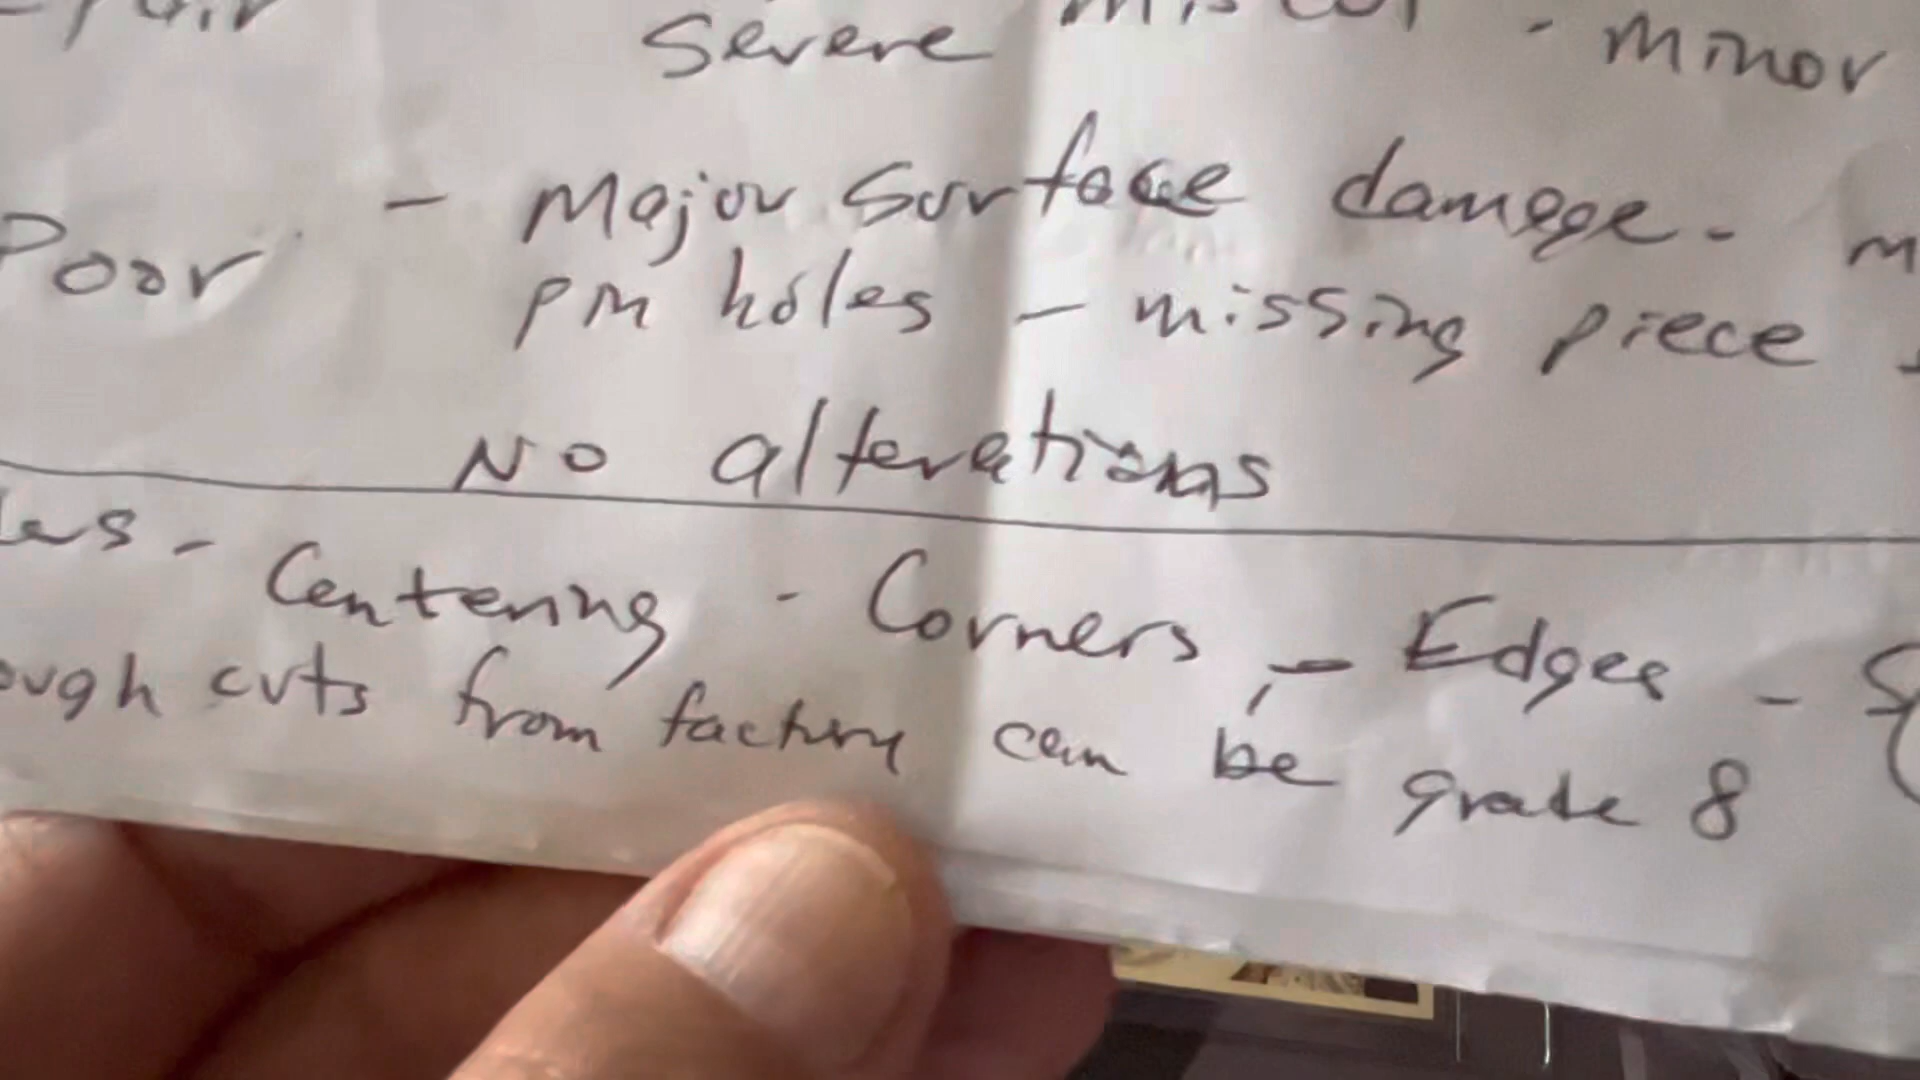 severe - minor
Poor - Major Surface damage -
pin holes - missing piece
No alterations
- Centering - Corners - Edges -
cuts from factory can be grade 8